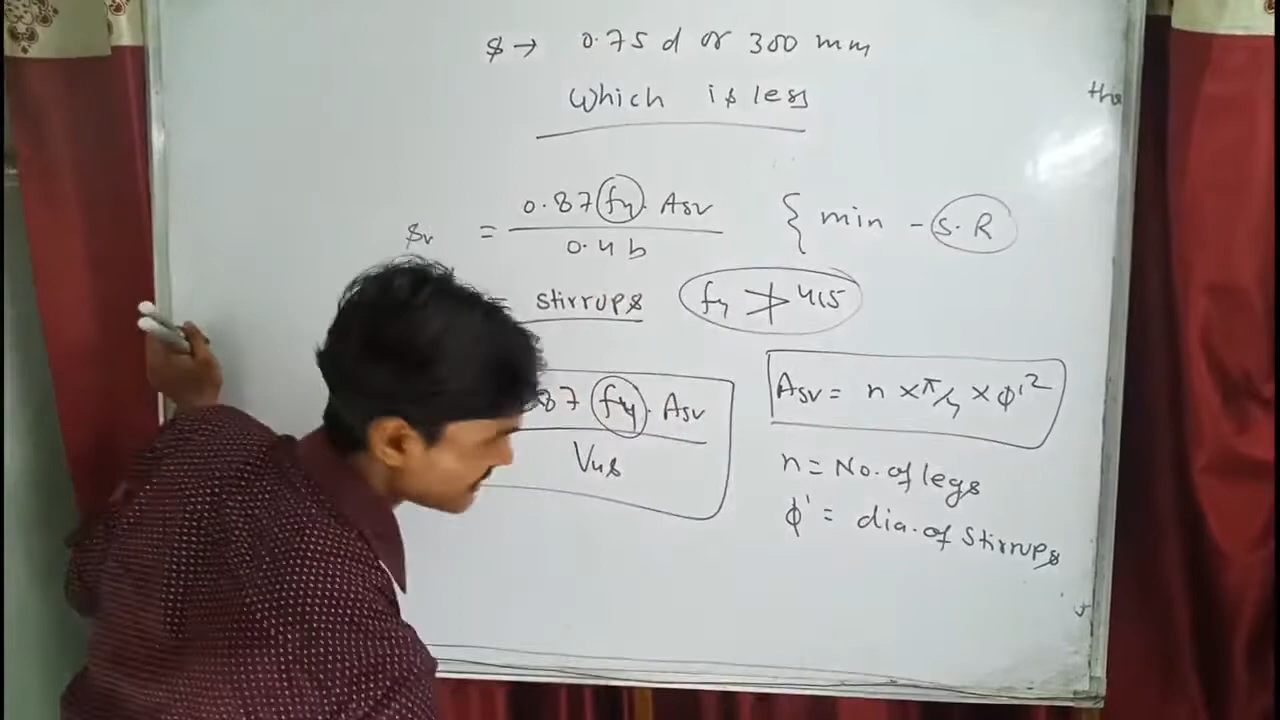 S → 0.75 d or 300 mm
which is less
Sv = 0.87 fy. Asv / 0.4 b { min - S.R
= stirrups fy ≯ 415
87 fy. Asv / Vus
Asv = n × π/4 × φ'²
n = No. of legs
φ' = dia. of stirrups